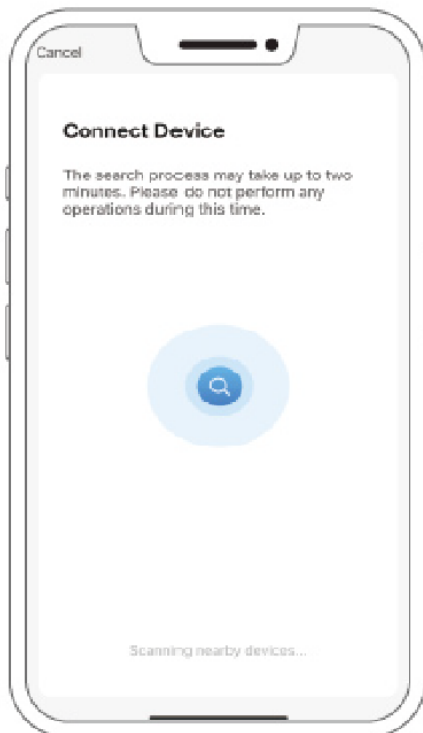 Cancel
Connect Device
The search process may take up to two
minutes. Please do not perform any
operations during this time.
Scanning nearby devices...